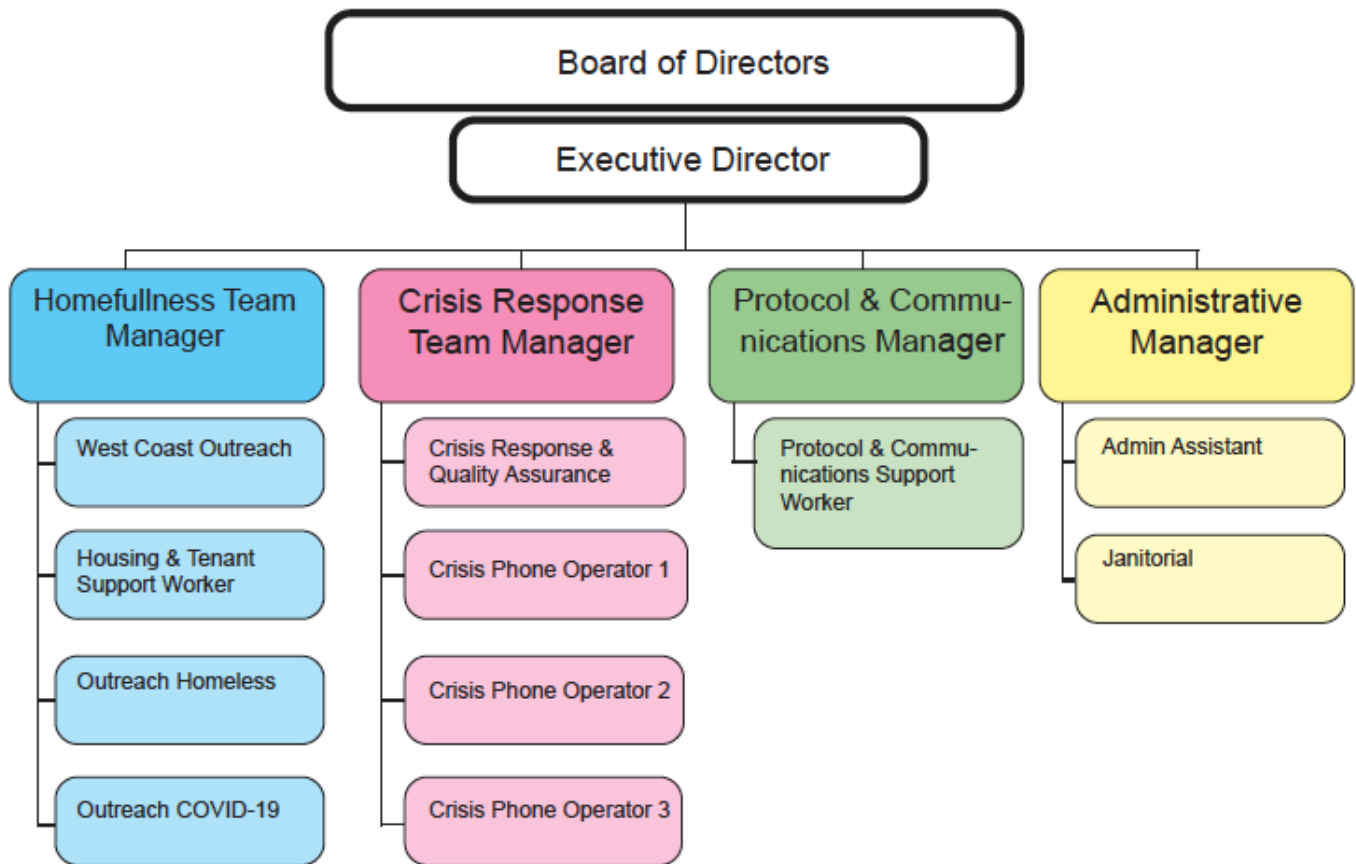 Board of Directors
Executive Director
Homefullness Team
Manager
West Coast Outreach
Housing & Tenant
Support Worker
Outreach Homeless
Outreach COVID-19
Crisis Response
Team Manager
Crisis Response &
Quality Assurance
Crisis Phone Operator 1
Crisis Phone Operator 2
Crisis Phone Operator 3
Protocol & Commu-
nications Manager
Protocol & Commu-
nications Support
Worker
Administrative
Manager
Admin Assistant
Janitorial